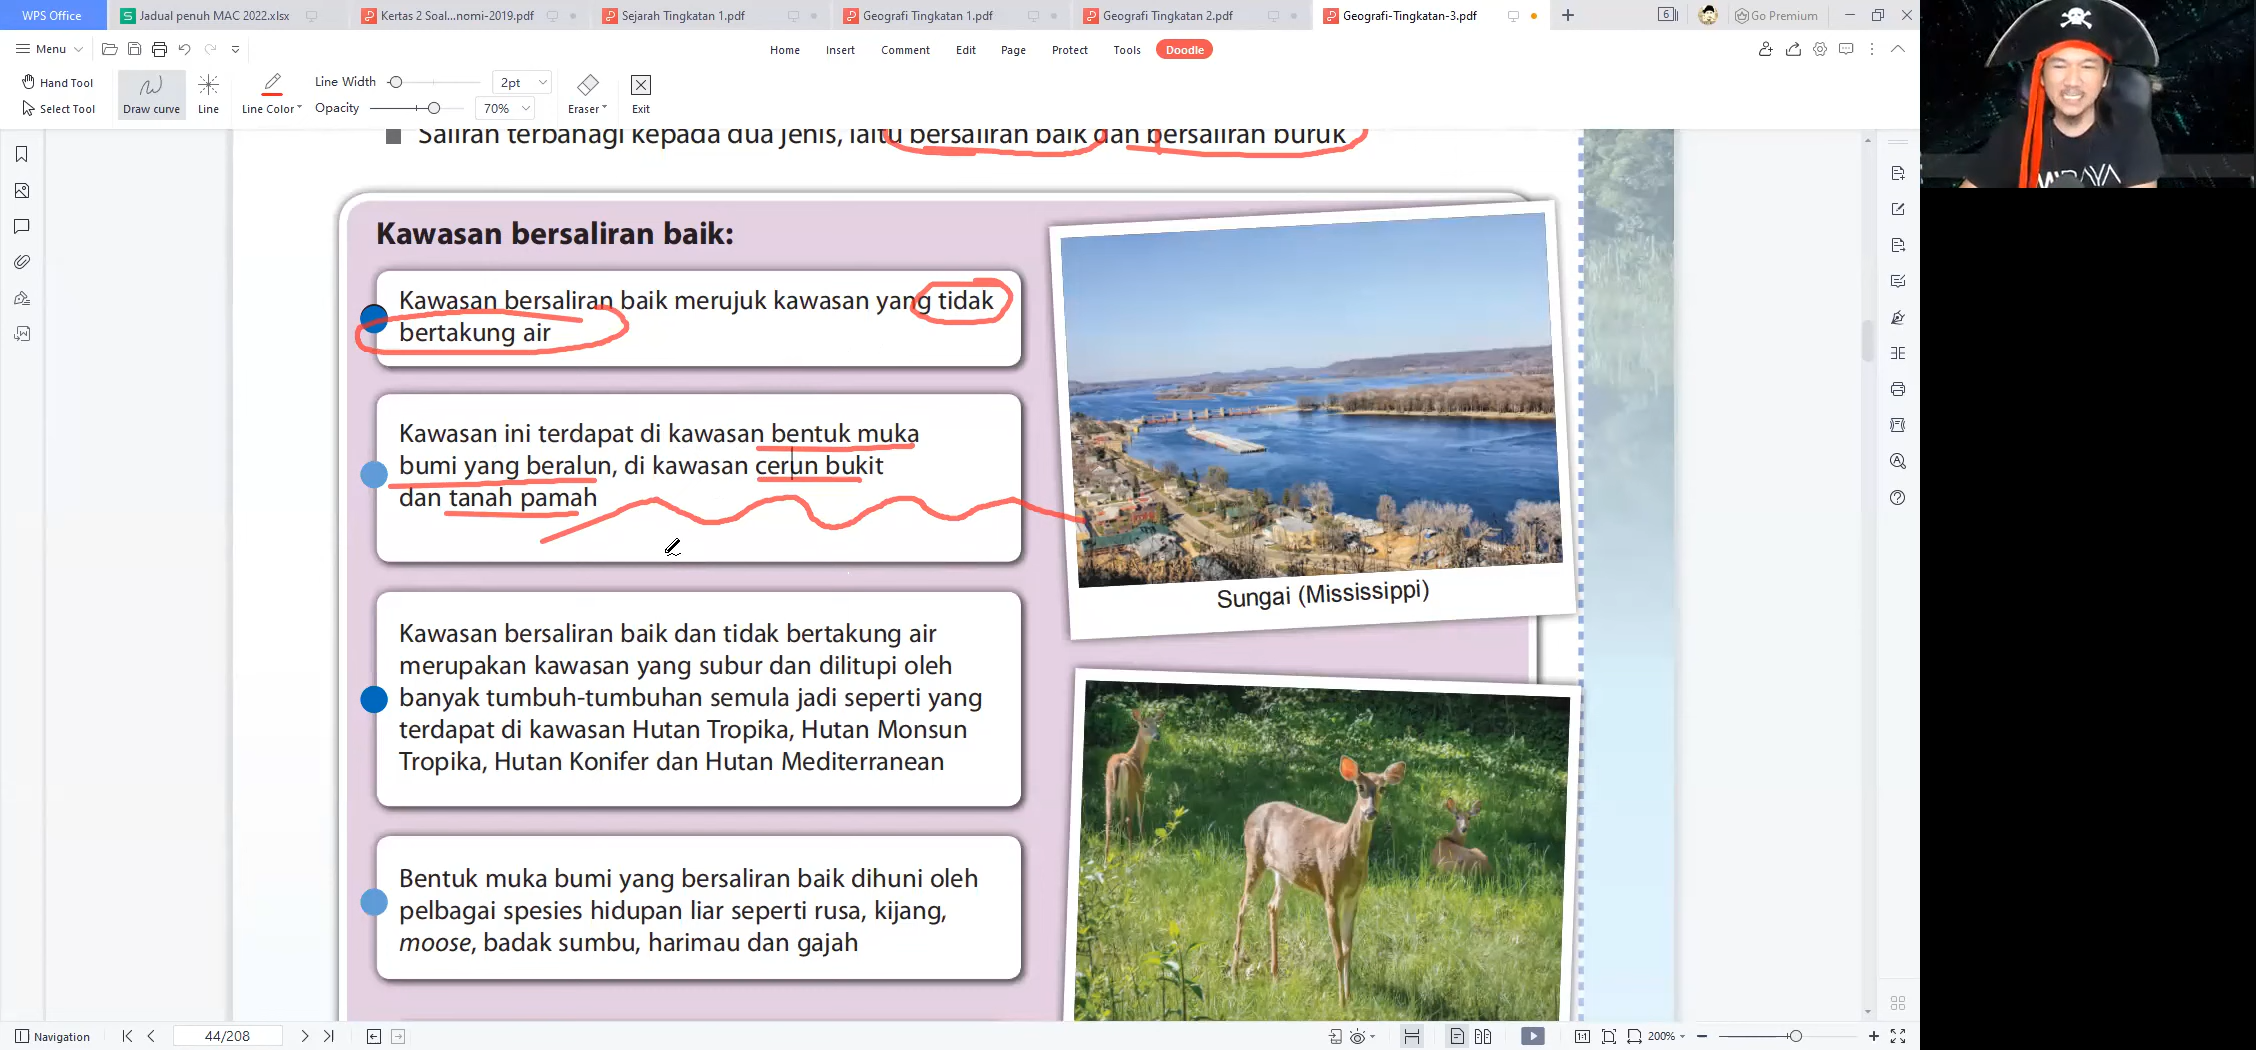 WPS Office
Jadual penuh MAC 2022.xlsx
Kertas 2 Soal...nomi-2019.pdf
Sejarah Tingkatan 1.pdf
Geografi Tingkatan 1.pdf
Geografi Tingkatan 2.pdf
Geografi-Tingkatan-3.pdf
6
Go Premium
Menu
Home
Insert
Comment
Edit
Page
Protect
Tools
Doodle
Hand Tool
Select Tool
Draw curve
Line
Line Color
Line Width
2pt
Opacity
70%
Eraser
Exit
Saliran terbahagi kepada dua jenis, iaitu bersaliran baik dan bersaliran buruk
Kawasan bersaliran baik:
Kawasan bersaliran baik merujuk kawasan yang tidak
bertakung air
Kawasan ini terdapat di kawasan bentuk muka
bumi yang beralun, di kawasan cerun bukit
dan tanah pamah
Sungai (Mississippi)
Kawasan bersaliran baik dan tidak bertakung air
merupakan kawasan yang subur dan dilitupi oleh
banyak tumbuh-tumbuhan semula jadi seperti yang
terdapat di kawasan Hutan Tropika, Hutan Monsun
Tropika, Hutan Konifer dan Hutan Mediterranean
Bentuk muka bumi yang bersaliran baik dihuni oleh
pelbagai spesies hidupan liar seperti rusa, kijang,
moose, badak sumbu, harimau dan gajah
Navigation
44/208
1:1
200%